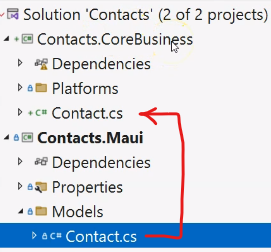 Solution 'Contacts' (2 of 2 projects)
Contacts.CoreBusiness
Dependencies
Platforms
Contact.cs
Contacts.Maui
Dependencies
Properties
Models
Contact.cs